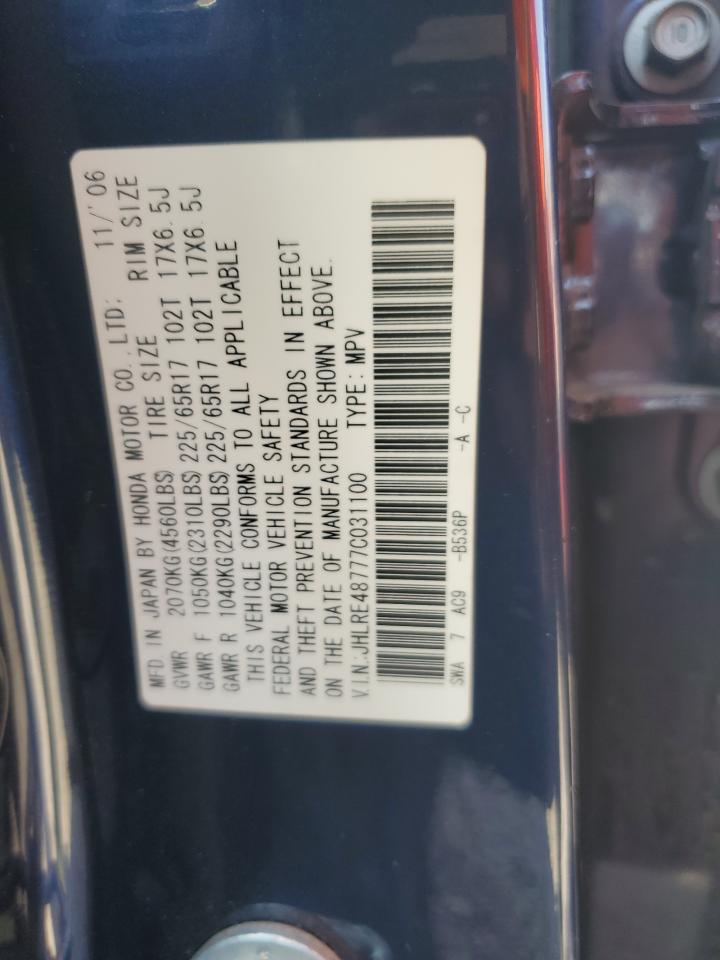 MFD IN JAPAN BY HONDA MOTOR CO.,LTD: 11/'06
TIRE SIZE RIM SIZE
GVWR 2070KG(4560LBS)
GAWR F 1050KG(2310LBS) 225/65R17 102T 17X6.5J
GAWR R 1040KG(2290LBS) 225/65R17 102T 17X6.5J
THIS VEHICLE CONFORMS TO ALL APPLICABLE
FEDERAL MOTOR VEHICLE SAFETY
AND THEFT PREVENTION STANDARDS IN EFFECT
ON THE DATE OF MANUFACTURE SHOWN ABOVE.
V.I.N.:JHLRE48777C031100 TYPE:MPV
SWA 7 AC9 -B536P -A -C